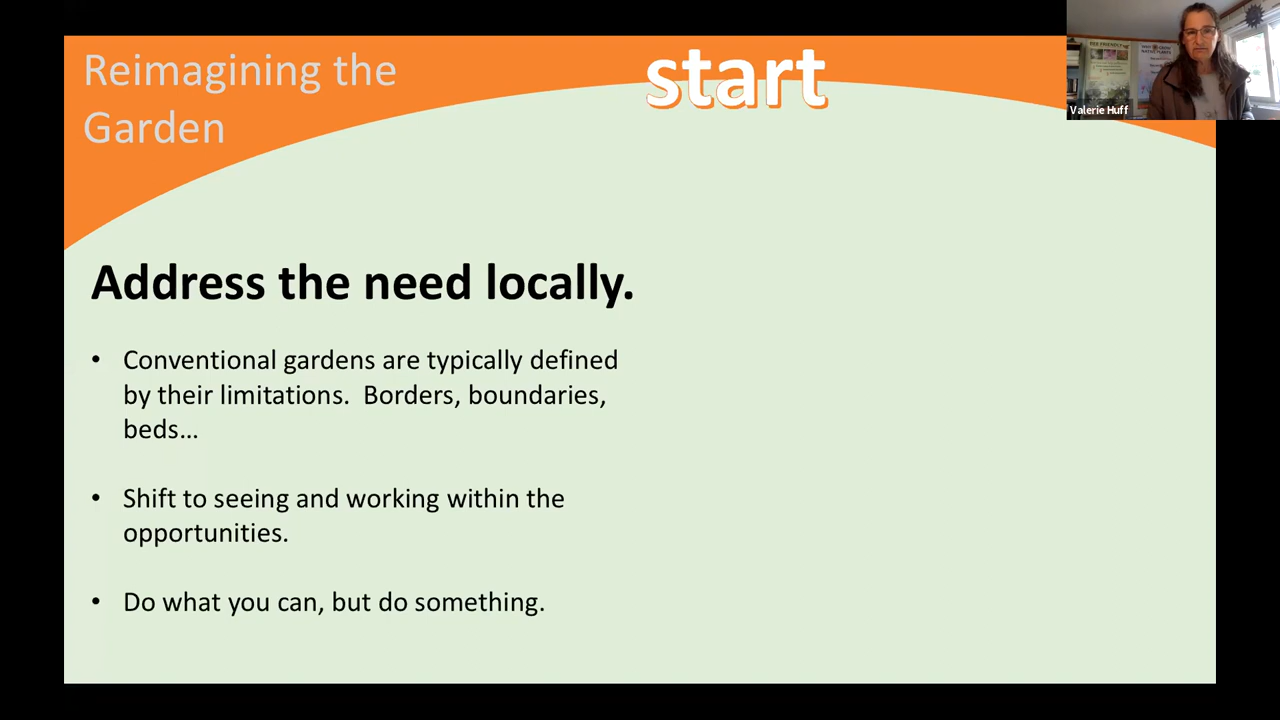 Reimagining the
Garden
start
Valerie Huff
Address the need locally.
• Conventional gardens are typically defined
by their limitations.  Borders, boundaries,
beds…
• Shift to seeing and working within the
opportunities.
• Do what you can, but do something.